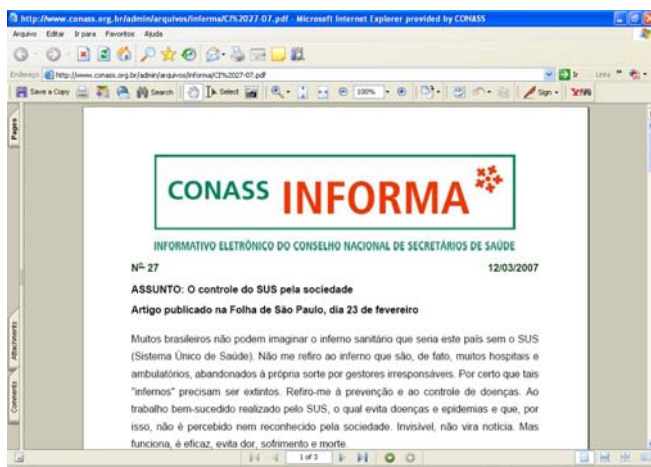 http://www.conass.org.br/admin/arquivos/informa/CI%2027-07.pdf - Microsoft Internet Explorer provided by CONASS
Arquivo Editar Ir para Favoritos Ajuda
Endereço http://www.conass.org.br/admin/arquivos/informa/CI%2027-07.pdf Ir Links
Save a Copy Search Select 100% Sign
Pages
CONASS INFORMA
INFORMATIVO ELETRÔNICO DO CONSELHO NACIONAL DE SECRETÁRIOS DE SAÚDE
Nº 27 12/03/2007
ASSUNTO: O controle do SUS pela sociedade
Artigo publicado na Folha de São Paulo, dia 23 de fevereiro
Muitos brasileiros não podem imaginar o inferno sanitário que seria este país sem o SUS
(Sistema Único de Saúde). Não me refiro ao inferno que são, de fato, muitos hospitais e
ambulatórios, abandonados à própria sorte por gestores irresponsáveis. Por certo que tais
"infernos" precisam ser extintos. Refiro-me à prevenção e ao controle de doenças. Ao
trabalho bem-sucedido realizado pelo SUS, o qual evita doenças e epidemias e que, por
isso, não é percebido nem reconhecido pela sociedade. Invisível, não vira notícia. Mas
funciona, é eficaz, evita dor, sofrimento e morte.
Attachments
Comments
1 of 3